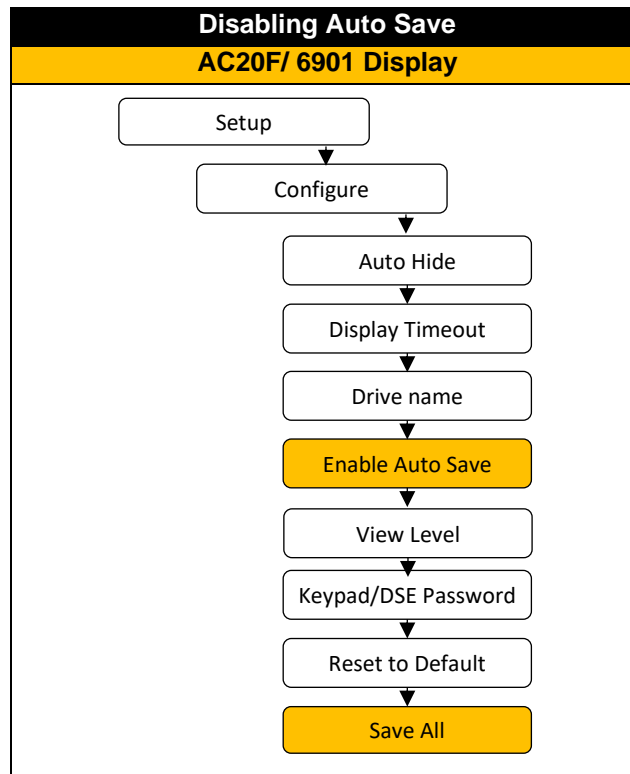 Disabling Auto Save
AC20F/ 6901 Display
Setup
Configure
Auto Hide
Display Timeout
Drive name
Enable Auto Save
View Level
Keypad/DSE Password
Reset to Default
Save All